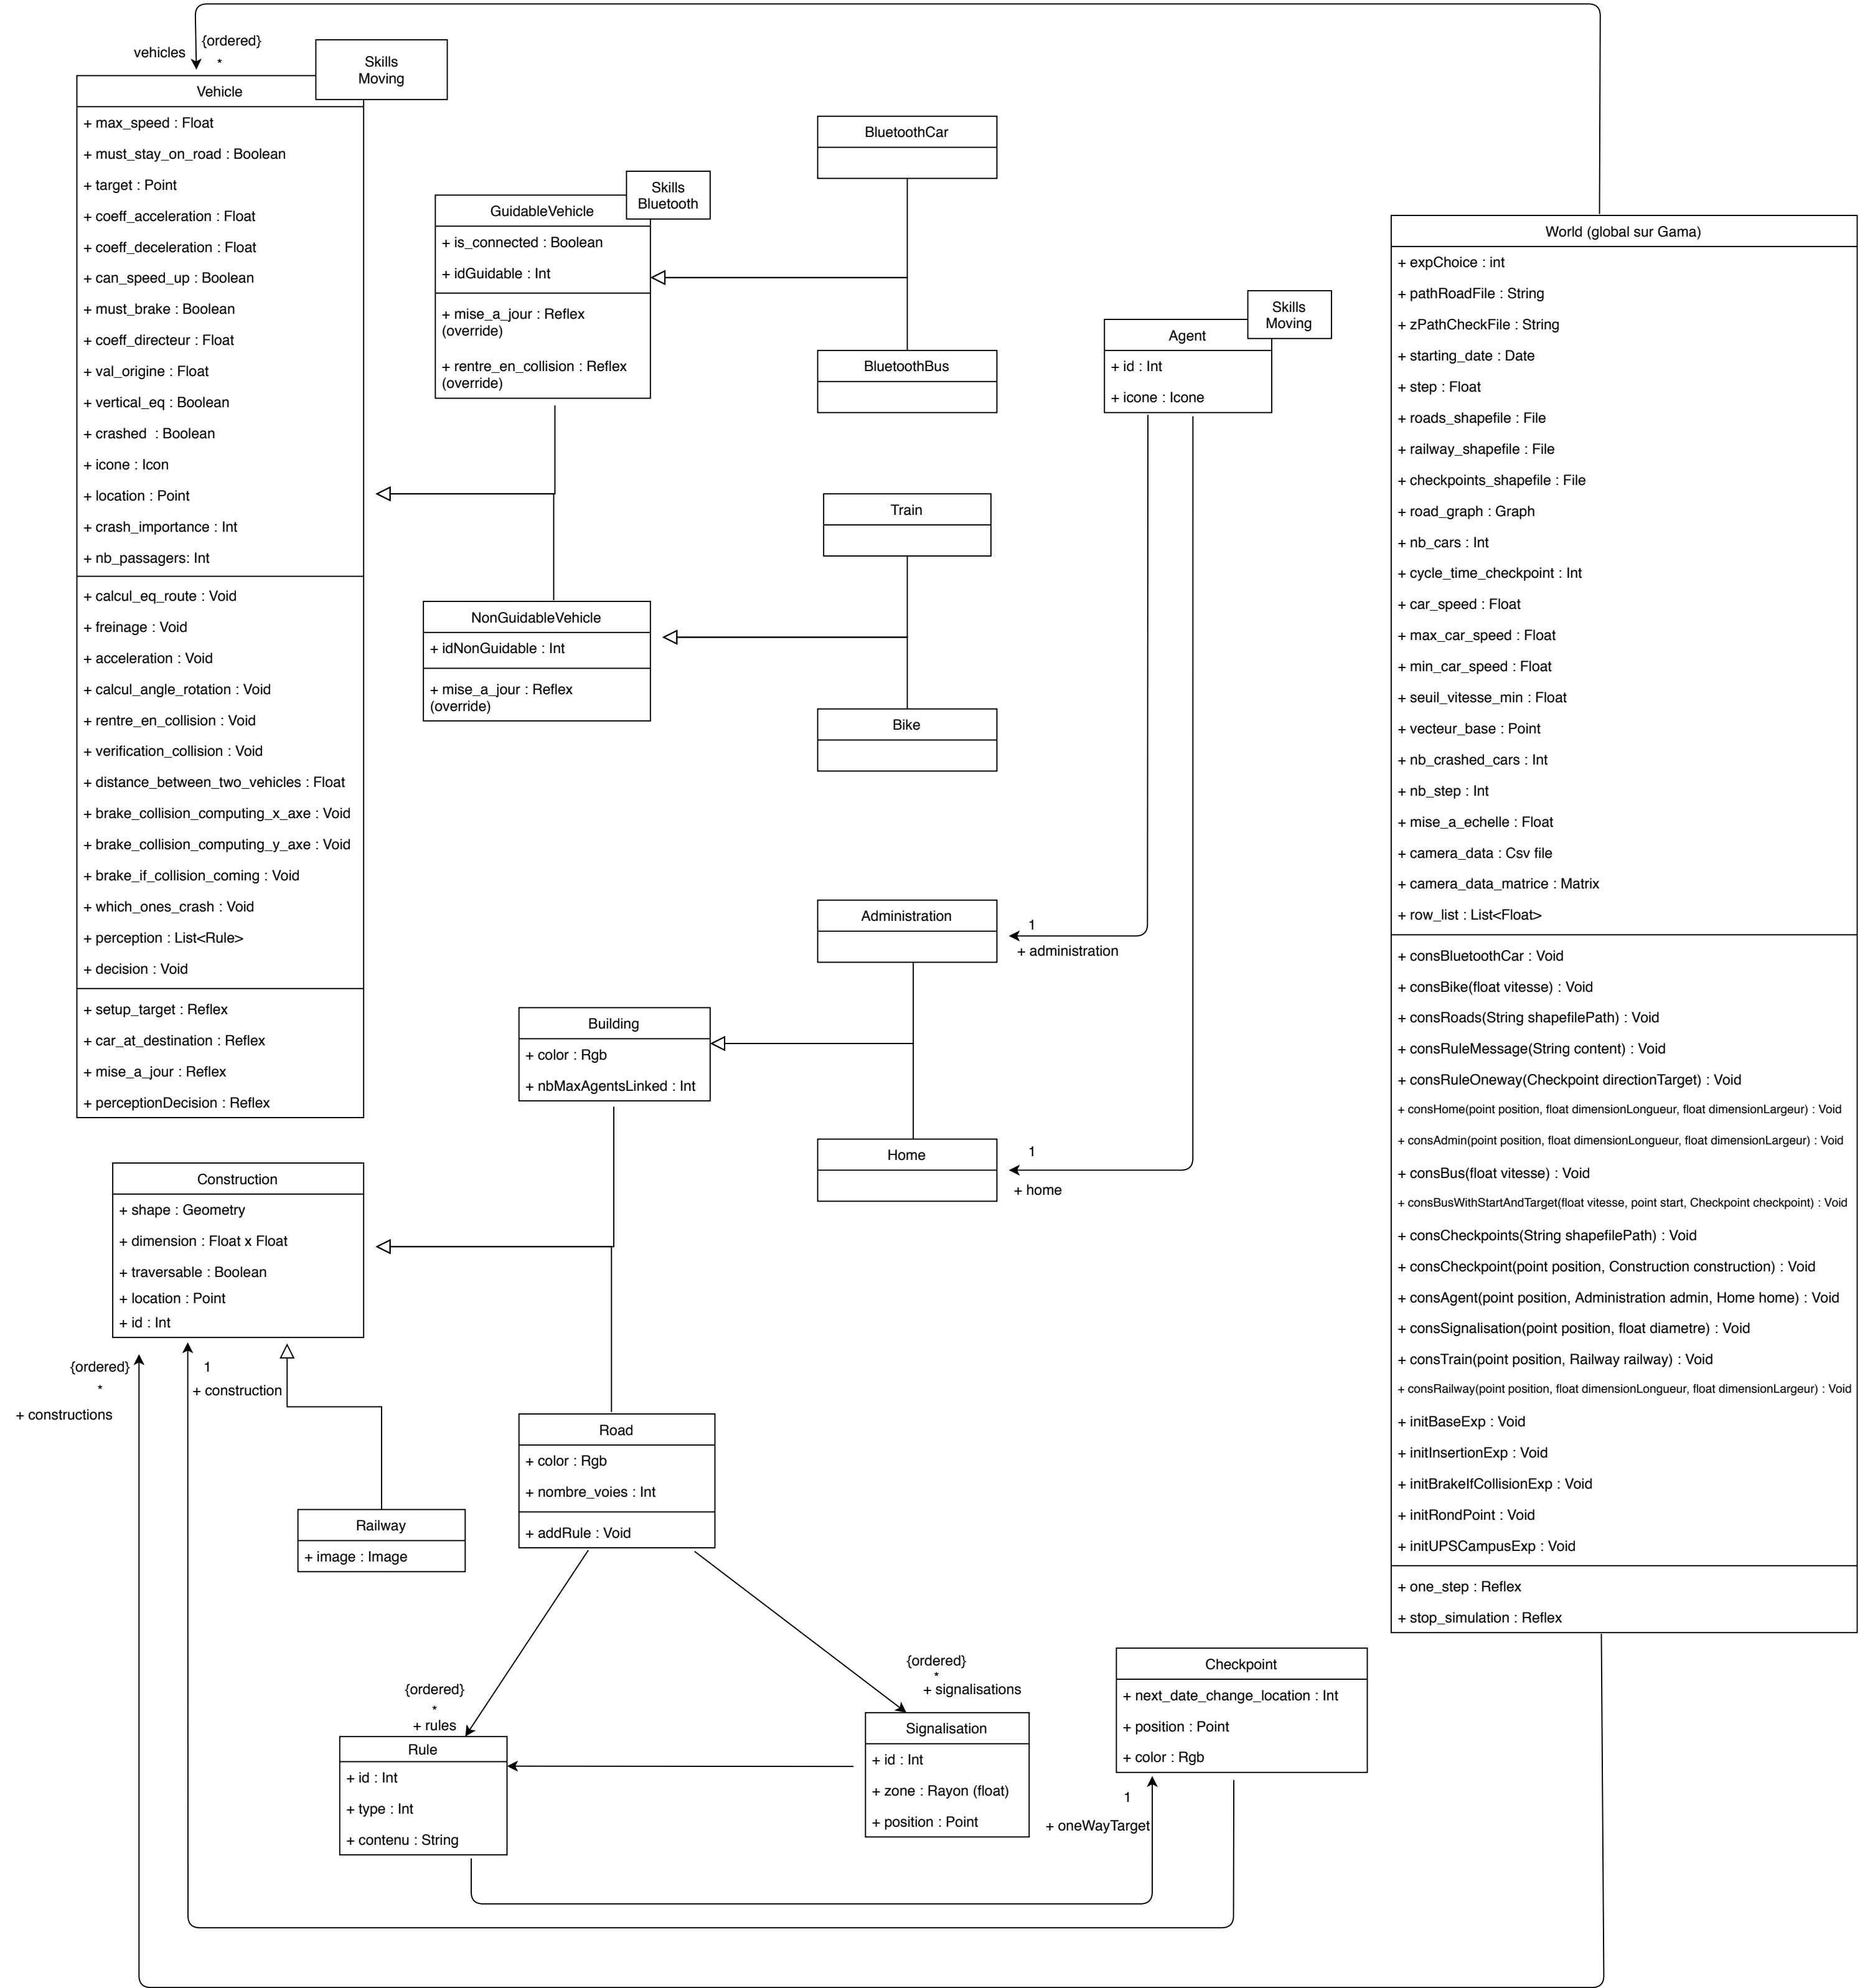 vehicles
{ordered}
*
Skills
Moving
Vehicle
+ max_speed : Float
+ must_stay_on_road : Boolean
+ target : Point
+ coeff_acceleration : Float
+ coeff_deceleration : Float
+ can_speed_up : Boolean
+ must_brake : Boolean
+ coeff_directeur : Float
+ val_origine : Float
+ vertical_eq : Boolean
+ crashed  : Boolean
+ icone : Icon
+ location : Point
+ crash_importance : Int
+ nb_passagers: Int
+ calcul_eq_route : Void
+ freinage : Void
+ acceleration : Void
+ calcul_angle_rotation : Void
+ rentre_en_collision : Void
+ verification_collision : Void
+ distance_between_two_vehicles : Float
+ brake_collision_computing_x_axe : Void
+ brake_collision_computing_y_axe : Void
+ brake_if_collision_coming : Void
+ which_ones_crash : Void
+ perception : List<Rule>
+ decision : Void
+ setup_target : Reflex
+ car_at_destination : Reflex
+ mise_a_jour : Reflex
+ perceptionDecision : Reflex
Skills
Bluetooth
GuidableVehicle
+ is_connected : Boolean
+ idGuidable : Int
+ mise_a_jour : Reflex
(override)
+ rentre_en_collision : Reflex
(override)
NonGuidableVehicle
+ idNonGuidable : Int
+ mise_a_jour : Reflex
(override)
BluetoothCar
BluetoothBus
Train
Bike
Skills
Moving
Agent
+ id : Int
+ icone : Icone
Administration
1
+ administration
Building
+ color : Rgb
+ nbMaxAgentsLinked : Int
Home
1
+ home
Construction
+ shape : Geometry
+ dimension : Float x Float
+ traversable : Boolean
+ location : Point
+ id : Int
{ordered}
*
+ constructions
1
+ construction
Railway
+ image : Image
Road
+ color : Rgb
+ nombre_voies : Int
+ addRule : Void
{ordered}
*
+ rules
Rule
+ id : Int
+ type : Int
+ contenu : String
{ordered}
*
+ signalisations
Signalisation
+ id : Int
+ zone : Rayon (float)
+ position : Point
Checkpoint
+ next_date_change_location : Int
+ position : Point
+ color : Rgb
1
+ oneWayTarget
World (global sur Gama)
+ expChoice : int
+ pathRoadFile : String
+ zPathCheckFile : String
+ starting_date : Date
+ step : Float
+ roads_shapefile : File
+ railway_shapefile : File
+ checkpoints_shapefile : File
+ road_graph : Graph
+ nb_cars : Int
+ cycle_time_checkpoint : Int
+ car_speed : Float
+ max_car_speed : Float
+ min_car_speed : Float
+ seuil_vitesse_min : Float
+ vecteur_base : Point
+ nb_crashed_cars : Int
+ nb_step : Int
+ mise_a_echelle : Float
+ camera_data : Csv file
+ camera_data_matrice : Matrix
+ row_list : List<Float>
+ consBluetoothCar : Void
+ consBike(float vitesse) : Void
+ consRoads(String shapefilePath) : Void
+ consRuleMessage(String content) : Void
+ consRuleOneway(Checkpoint directionTarget) : Void
+ consHome(point position, float dimensionLongueur, float dimensionLargeur) : Void
+ consAdmin(point position, float dimensionLongueur, float dimensionLargeur) : Void
+ consBus(float vitesse) : Void
+ consBusWithStartAndTarget(float vitesse, point start, Checkpoint checkpoint) : Void
+ consCheckpoints(String shapefilePath) : Void
+ consCheckpoint(point position, Construction construction) : Void
+ consAgent(point position, Administration admin, Home home) : Void
+ consSignalisation(point position, float diametre) : Void
+ consTrain(point position, Railway railway) : Void
+ consRailway(point position, float dimensionLongueur, float dimensionLargeur) : Void
+ initBaseExp : Void
+ initInsertionExp : Void
+ initBrakeIfCollisionExp : Void
+ initRondPoint : Void
+ initUPSCampusExp : Void
+ one_step : Reflex
+ stop_simulation : Reflex